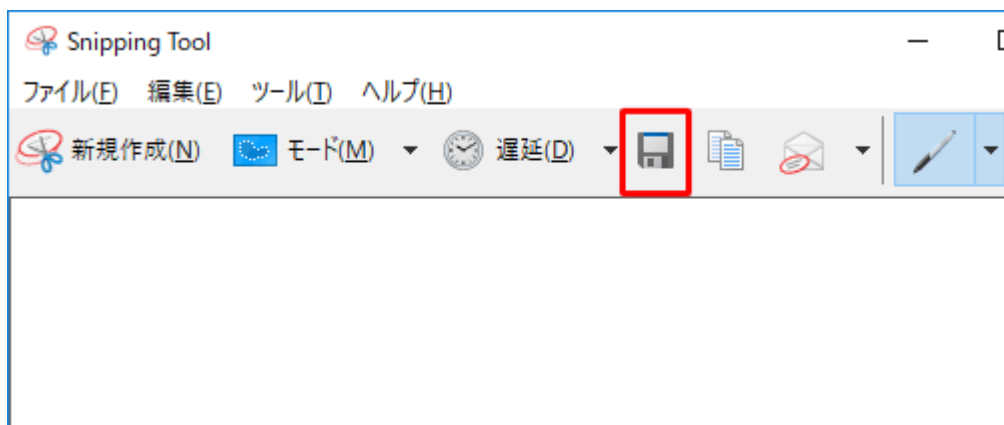 Snipping Tool
ファイル(F) 編集(E) ツール(T) ヘルプ(H)
新規作成(N) モード(M) 遅延(D)